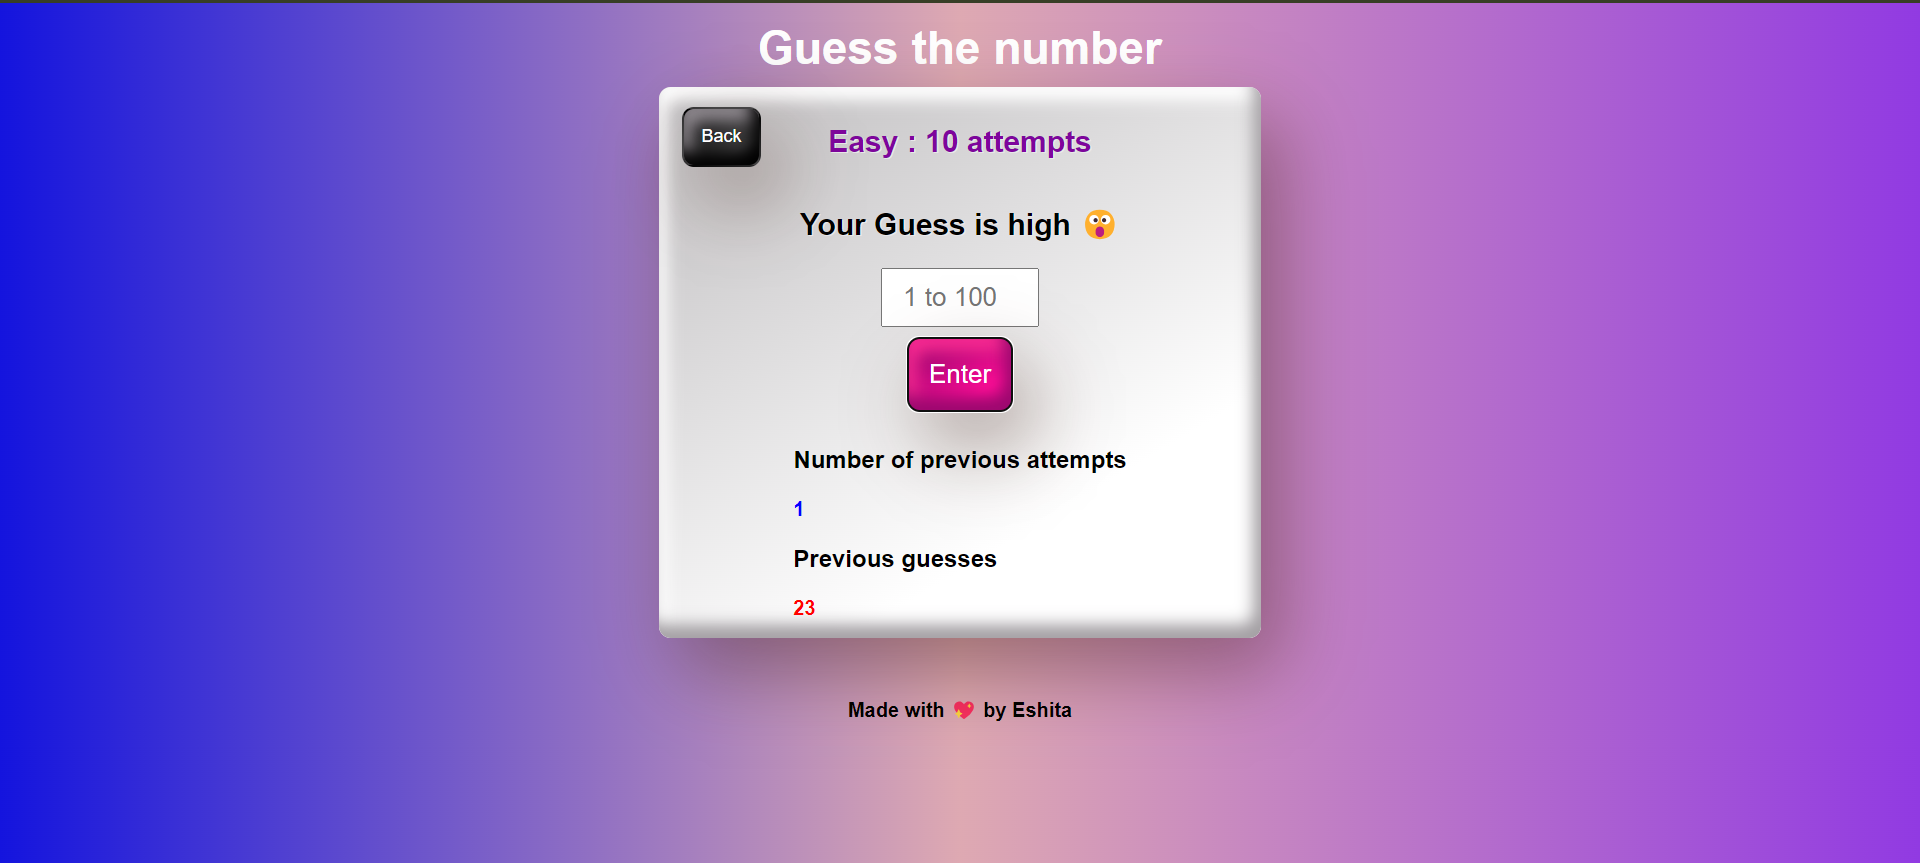 Guess the number
Back
Easy : 10 attempts
Your Guess is high 😲
1 to 100
Enter
Number of previous attempts
1
Previous guesses
23
Made with 💖 by Eshita